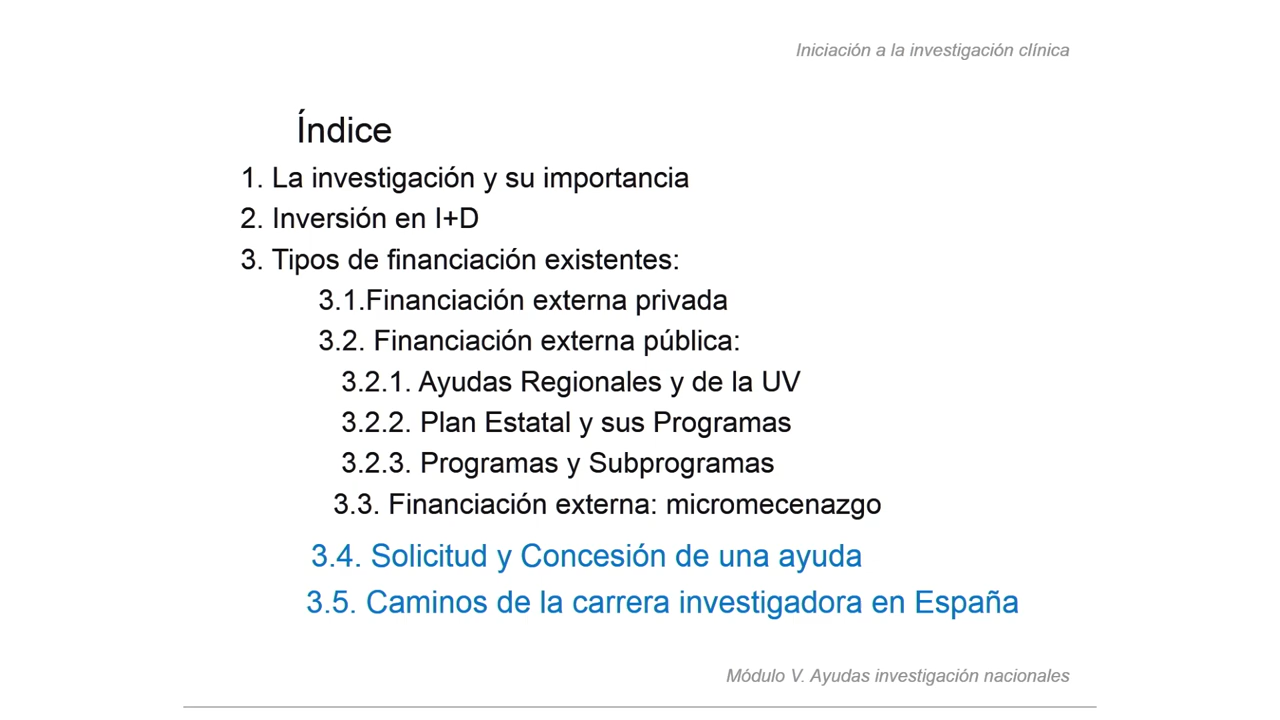 Iniciación a la investigación clínica
Índice
1. La investigación y su importancia
2. Inversión en I+D
3. Tipos de financiación existentes:
3.1.Financiación externa privada
3.2. Financiación externa pública:
3.2.1. Ayudas Regionales y de la UV
3.2.2. Plan Estatal y sus Programas
3.2.3. Programas y Subprogramas
3.3. Financiación externa: micromecenazgo
3.4. Solicitud y Concesión de una ayuda
3.5. Caminos de la carrera investigadora en España
Módulo V. Ayudas investigación nacionales